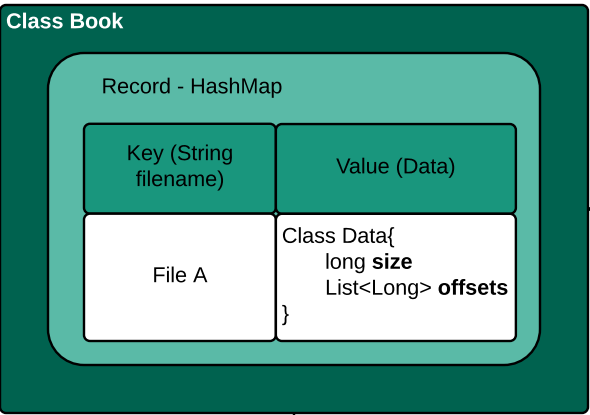 Class Book
Record - HashMap
Key (String
filename)
Value (Data)
File A
Class Data{
long size
List<Long> offsets
}